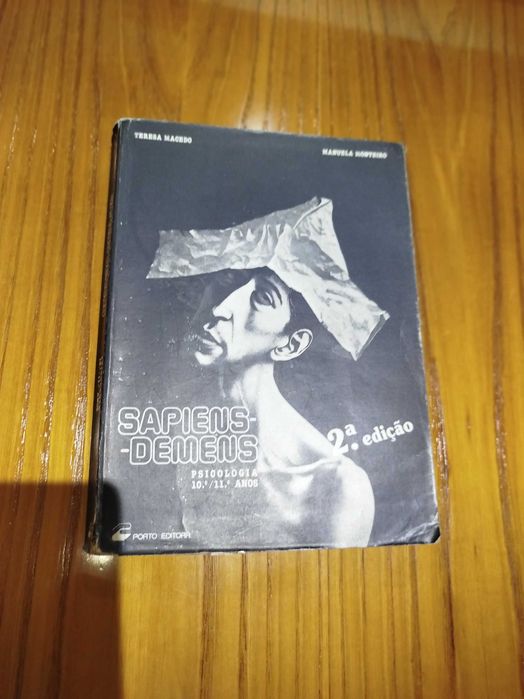 TERESA MACEDO
MANUELA MONTEIRO
SAPIENS-
-DEMENS
PSICOLOGIA
10.º/11.º ANOS
2.ª edição
PORTO EDITORA